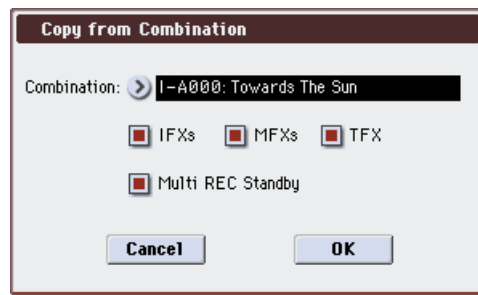 Copy from Combination
Combination: I-A000: Towards The Sun
IFXs MFXs TFX
Multi REC Standby
Cancel OK